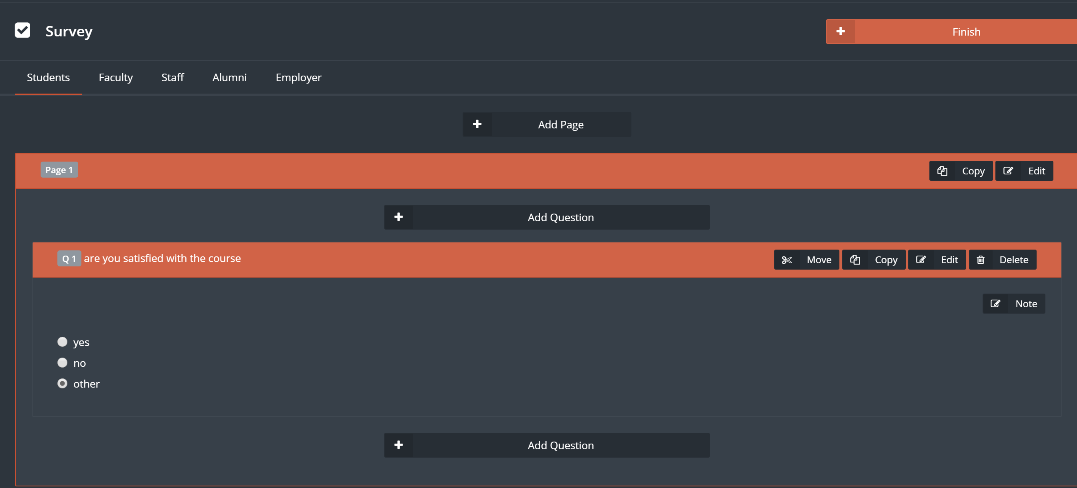 Survey
Finish
Students Faculty Staff Alumni Employer
Add Page
Page 1 Copy Edit
Add Question
Q 1 are you satisfied with the course Move Copy Edit Delete
Note
yes
no
other
Add Question